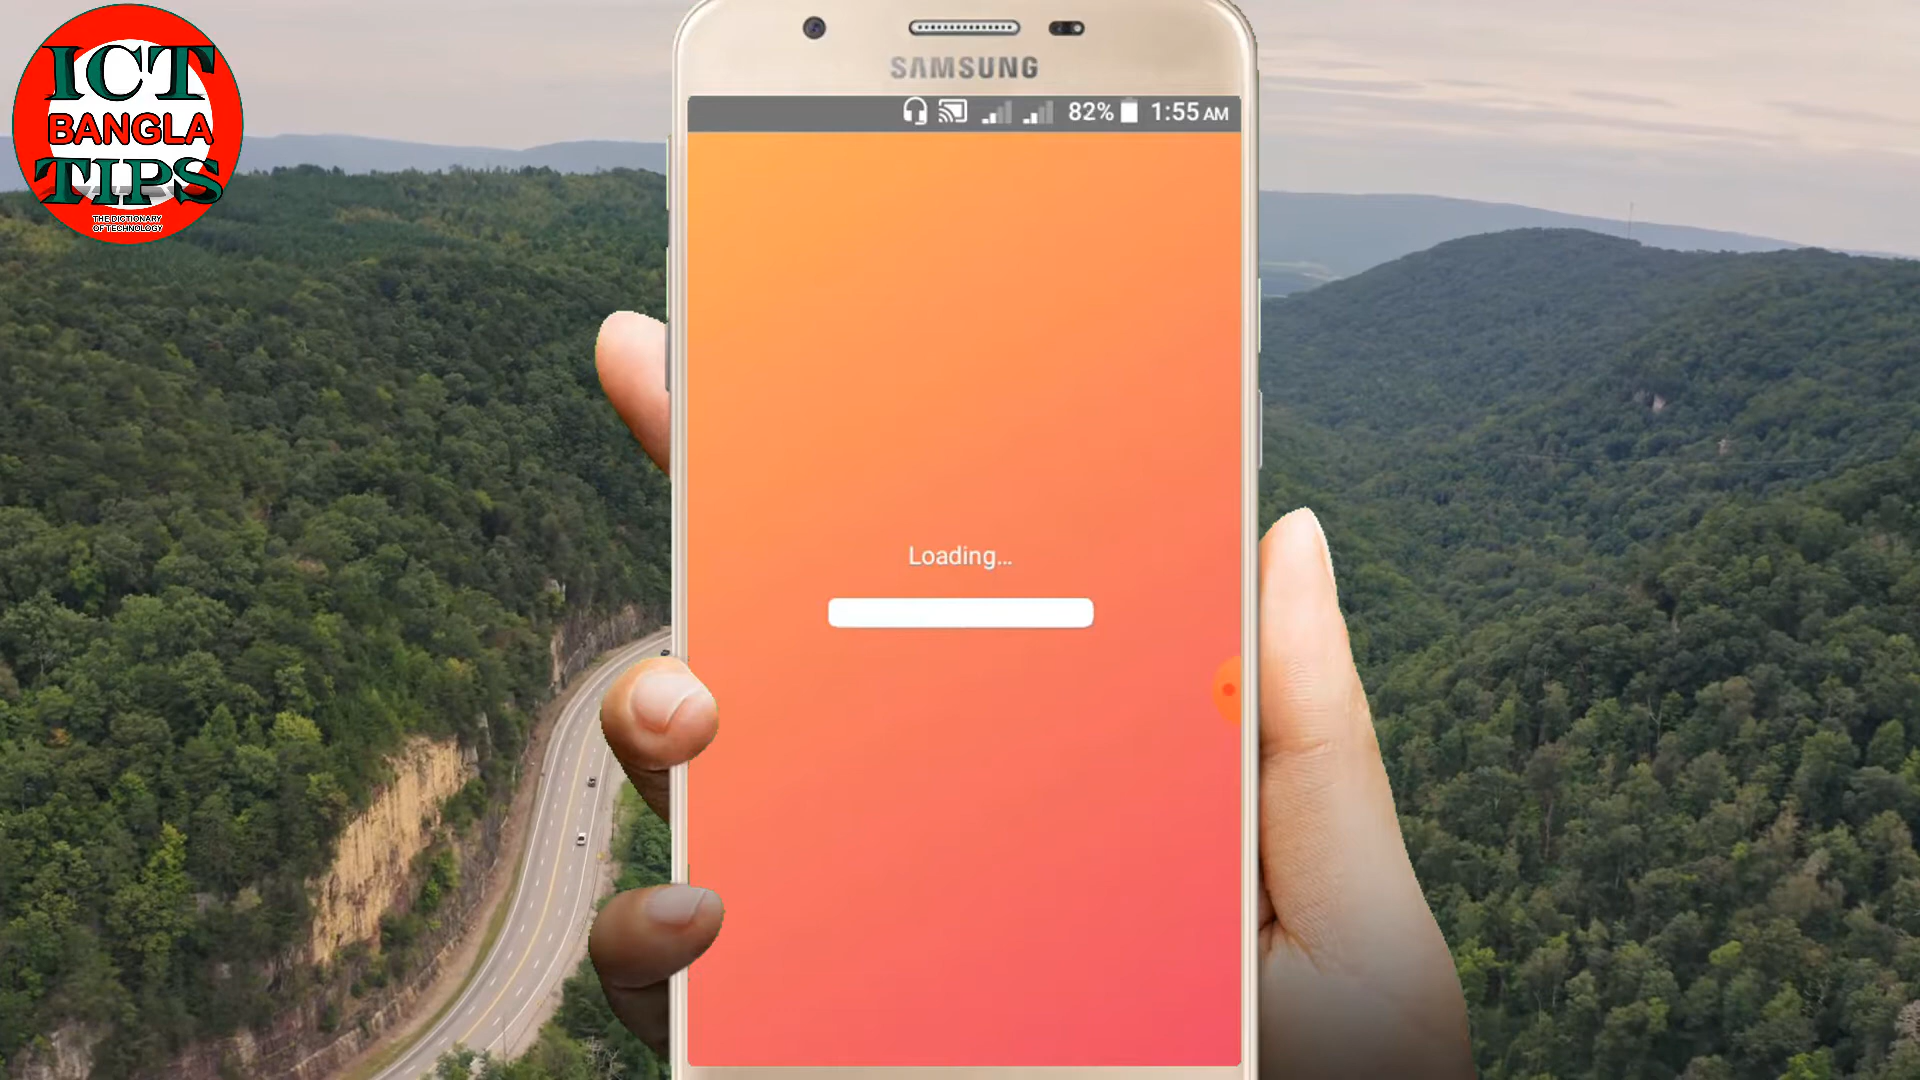 ICT
BANGLA
TIPS
THE DICTIONARY
OF TECHNOLOGY
SAMSUNG
82% 1:55 AM
Loading...